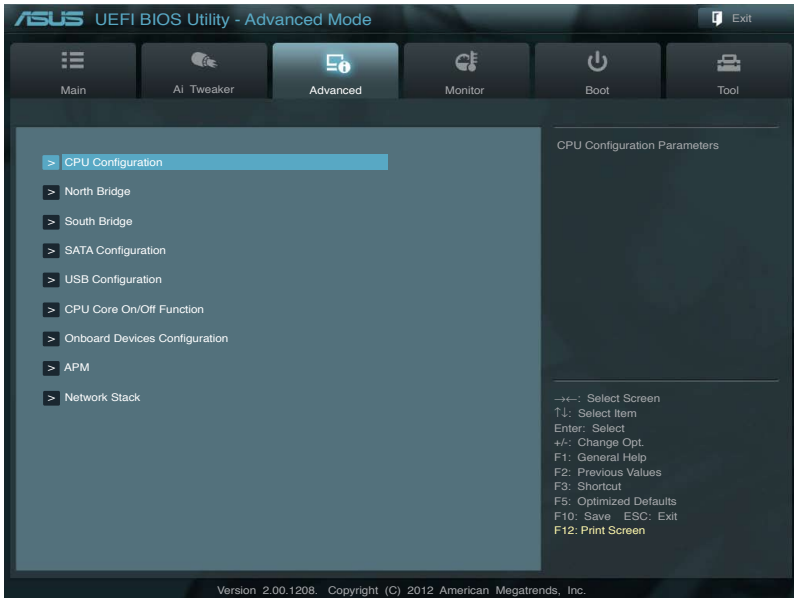 ASUS UEFI BIOS Utility - Advanced Mode
Exit
Main
Ai Tweaker
Advanced
Monitor
Boot
Tool
> CPU Configuration
> North Bridge
> South Bridge
> SATA Configuration
> USB Configuration
> CPU Core On/Off Function
> Onboard Devices Configuration
> APM
> Network Stack
CPU Configuration Parameters
→←: Select Screen
↑↓: Select Item
Enter: Select
+/-: Change Opt.
F1: General Help
F2: Previous Values
F3: Shortcut
F5: Optimized Defaults
F10: Save ESC: Exit
F12: Print Screen
Version 2.00.1208. Copyright (C) 2012 American Megatrends, Inc.